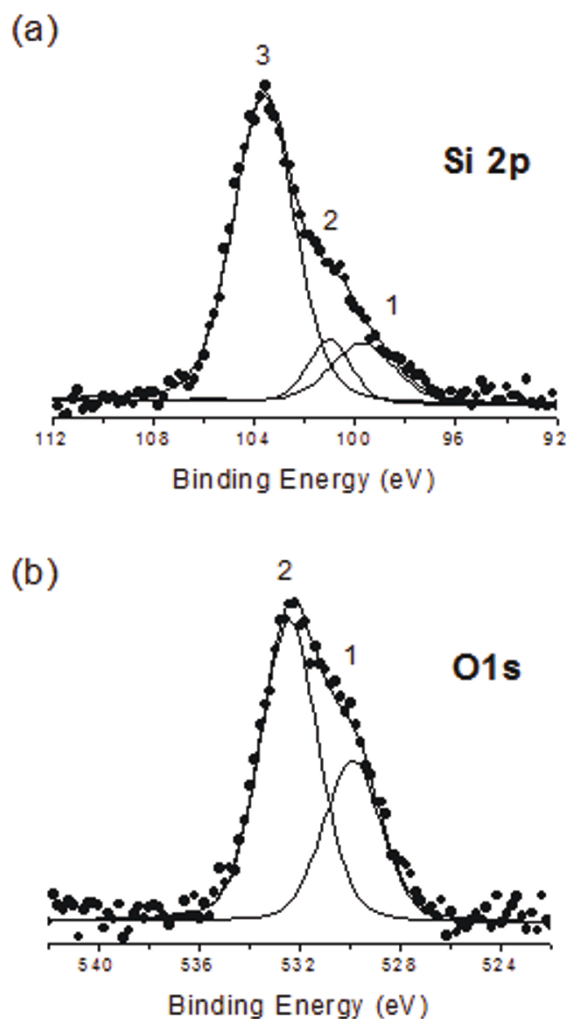 (a)
3
Si 2p
2
1
112 108 104 100 96 92
Binding Energy (eV)
(b)
2
1
O1s
540 536 532 528 524
Binding Energy (eV)